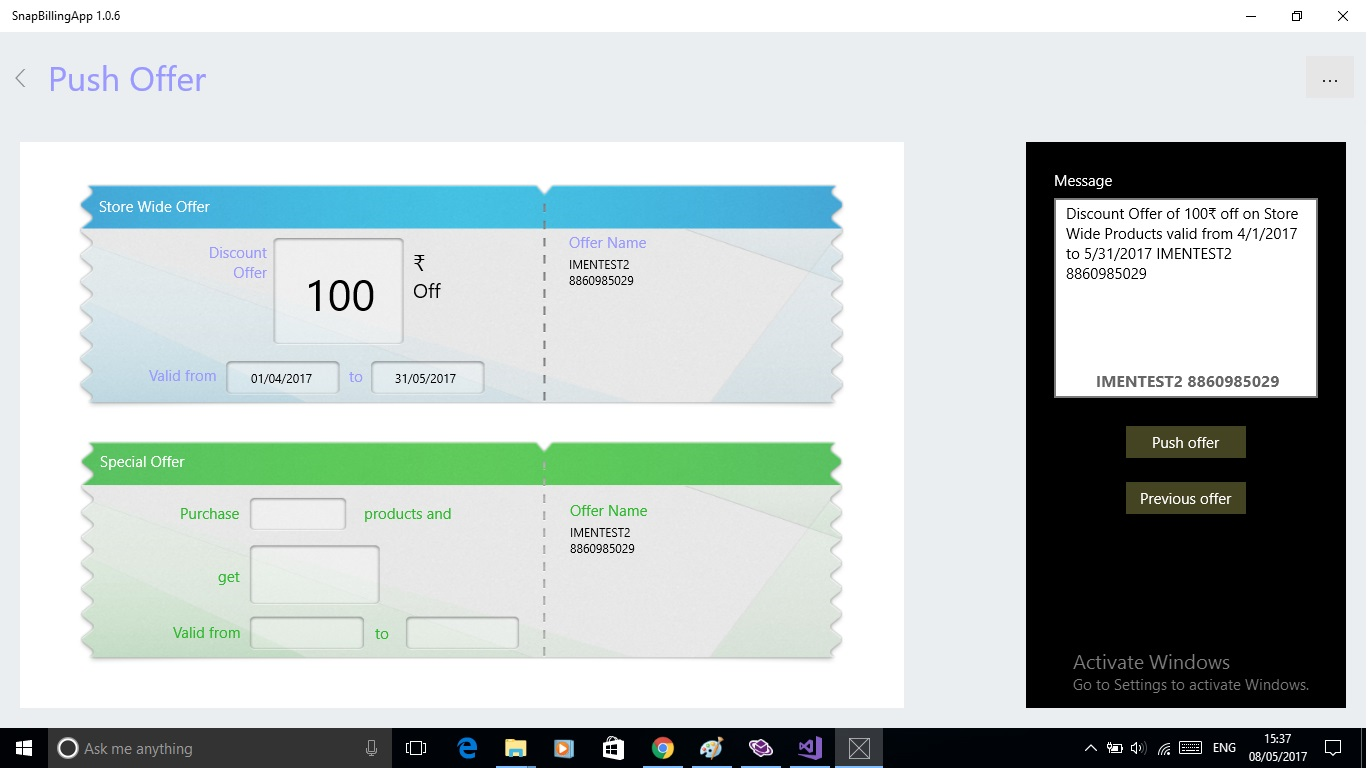 SnapBillingApp 1.0.6
Push Offer
...
Store Wide Offer
Discount
Offer
100
₹
Off
Valid from
01/04/2017
to
31/05/2017
Offer Name
IMENTEST2
8860985029
Special Offer
Purchase
products and
get
Valid from
to
Offer Name
IMENTEST2
8860985029
Message
Discount Offer of 100₹ off on Store
Wide Products valid from 4/1/2017
to 5/31/2017 IMENTEST2
8860985029
IMENTEST2 8860985029
Push offer
Previous offer
Activate Windows
Go to Settings to activate Windows.
Ask me anything
ENG
15:37
08/05/2017